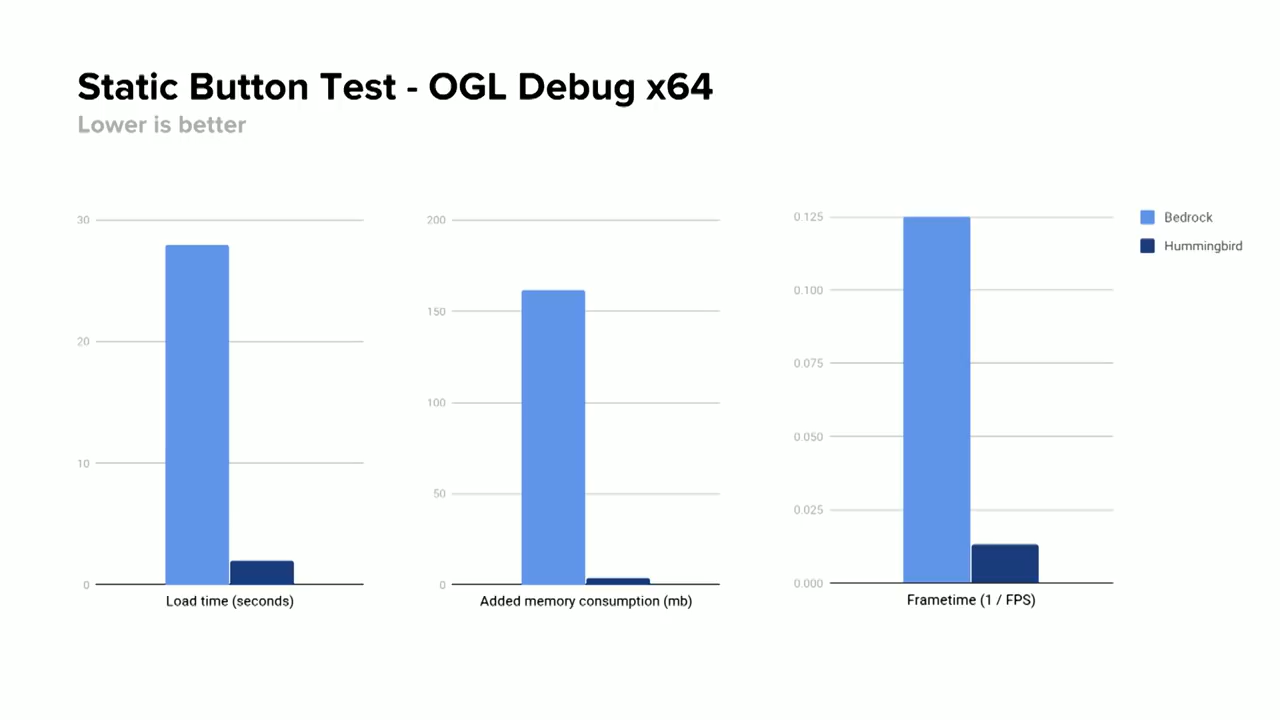 Static Button Test - OGL Debug x64
Lower is better
30
20
10
0
Load time (seconds)
200
150
100
50
0
Added memory consumption (mb)
0.125
0.100
0.075
0.050
0.025
0.000
Frametime (1 / FPS)
Bedrock
Hummingbird